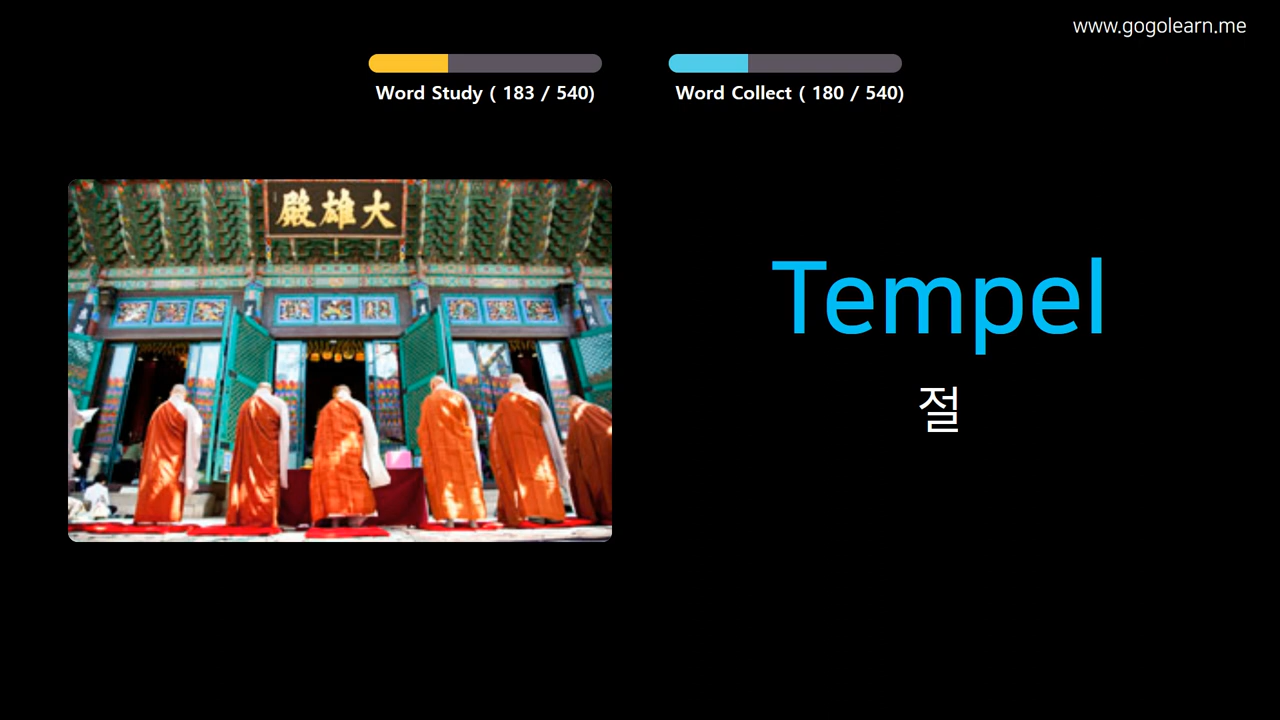 www.gogolearn.me
Word Study ( 183 / 540)
Word Collect ( 180 / 540)
殿雄大
Tempel
절